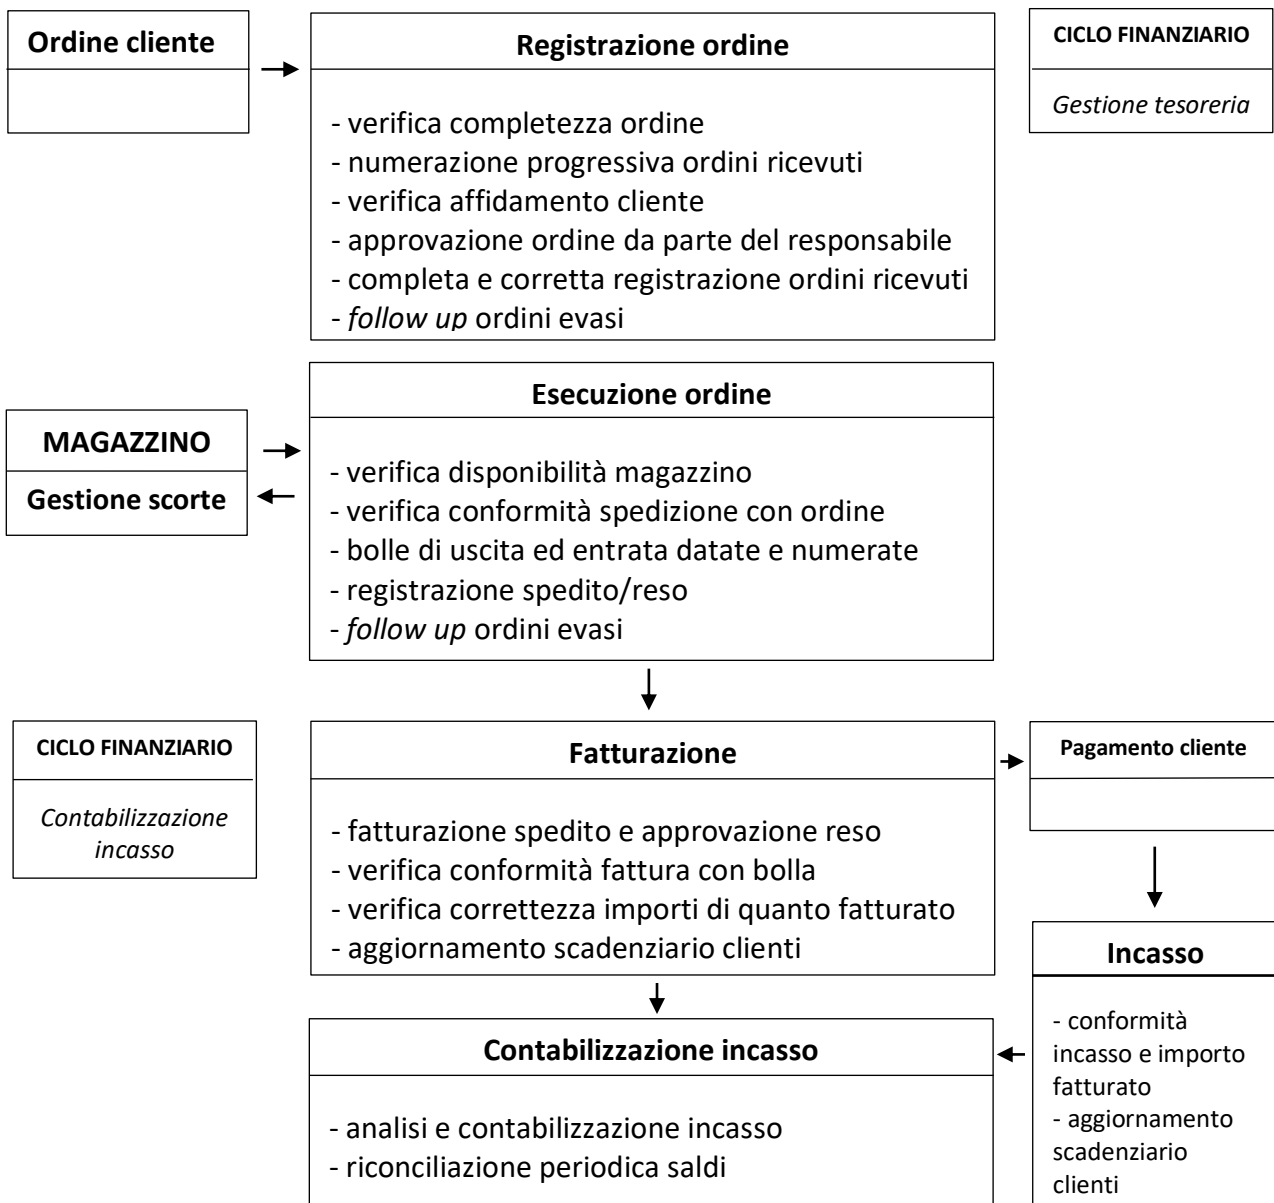 Ordine cliente
Registrazione ordine
- verifica completezza ordine
- numerazione progressiva ordini ricevuti
- verifica affidamento cliente
- approvazione ordine da parte del responsabile
- completa e corretta registrazione ordini ricevuti
- follow up ordini evasi
CICLO FINANZIARIO
Gestione tesoreria
MAGAZZINO
Gestione scorte
Esecuzione ordine
- verifica disponibilità magazzino
- verifica conformità spedizione con ordine
- bolle di uscita ed entrata datate e numerate
- registrazione spedito/reso
- follow up ordini evasi
CICLO FINANZIARIO
Contabilizzazione
incasso
Fatturazione
- fatturazione spedito e approvazione reso
- verifica conformità fattura con bolla
- verifica correttezza importi di quanto fatturato
- aggiornamento scadenziario clienti
Pagamento cliente
Incasso
- conformità
incasso e importo
fatturato
- aggiornamento
scadenziario
clienti
Contabilizzazione incasso
- analisi e contabilizzazione incasso
- riconciliazione periodica saldi